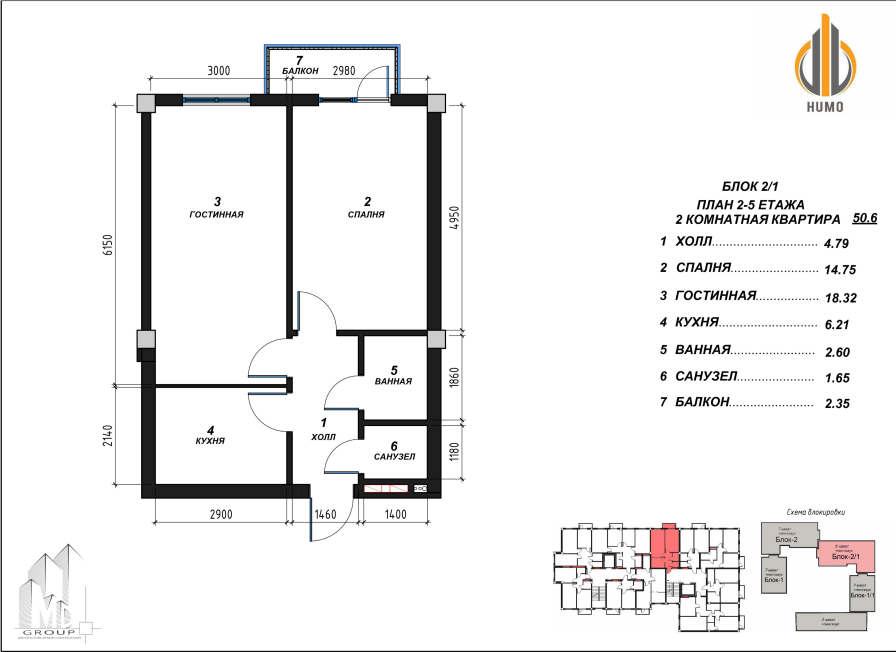 7
БАЛКОН
3000
2980
HUMO
3
ГОСТИННАЯ
2
СПАЛНЯ
6150
4950
БЛОК 2/1
ПЛАН 2-5 ЕТАЖА
2 КОМНАТНАЯ КВАРТИРА 50.6
1 ХОЛЛ............................. 4.79
2 СПАЛНЯ........................ 14.75
3 ГОСТИННАЯ................. 18.32
4 КУХНЯ........................... 6.21
5 ВАННАЯ........................ 2.60
6 САНУЗЕЛ...................... 1.65
7 БАЛКОН....................... 2.35
5
ВАННАЯ
1860
4
КУХНЯ
1
ХОЛЛ
6
САНУЗЕЛ
2140
1180
2900
1460
1400
Схема блокировки
Блок-2
Блок-2/1
Блок-1
Блок-1/1
GROUP